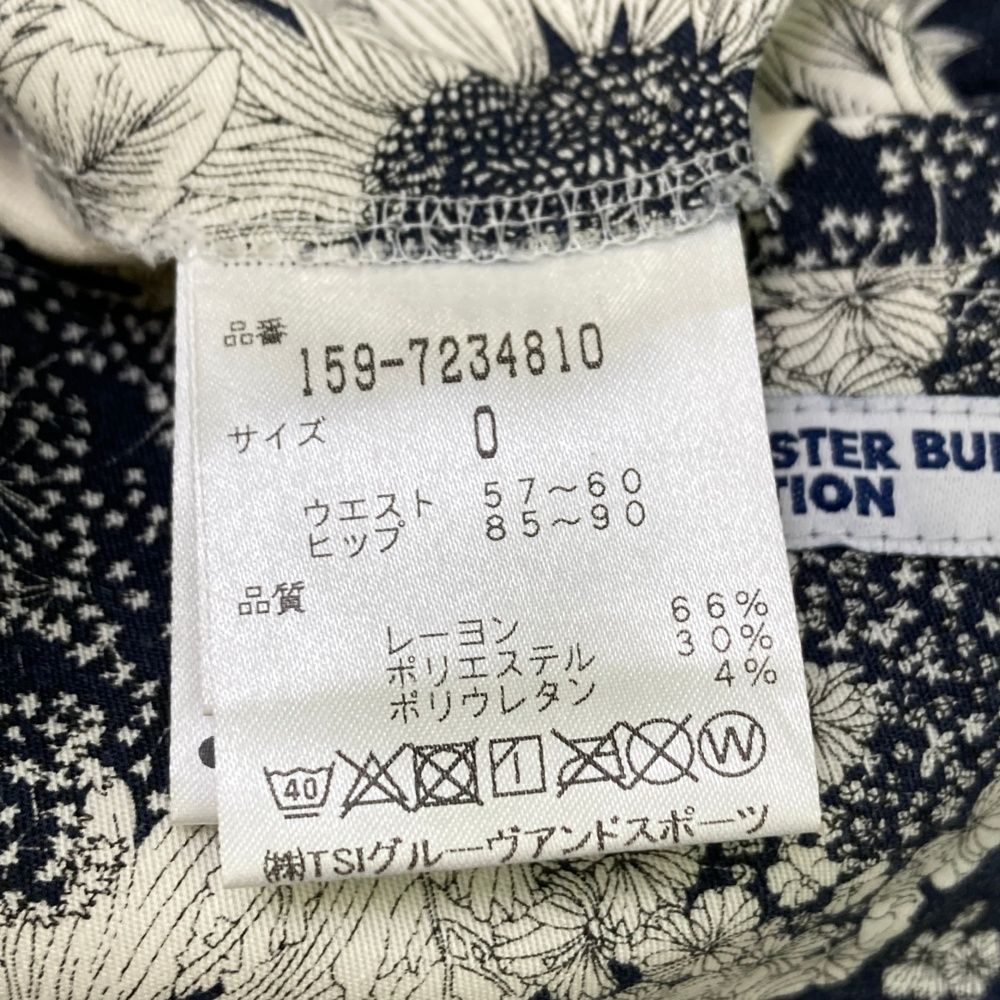 品番 159-7234810
サイズ 0
ウエスト 57〜60
ヒップ 85〜90
品質
レーヨン 66%
ポリエステル 30%
ポリウレタン 4%
40 W
㈱TSIグルーヴアンドスポーツ
STER BU
TION